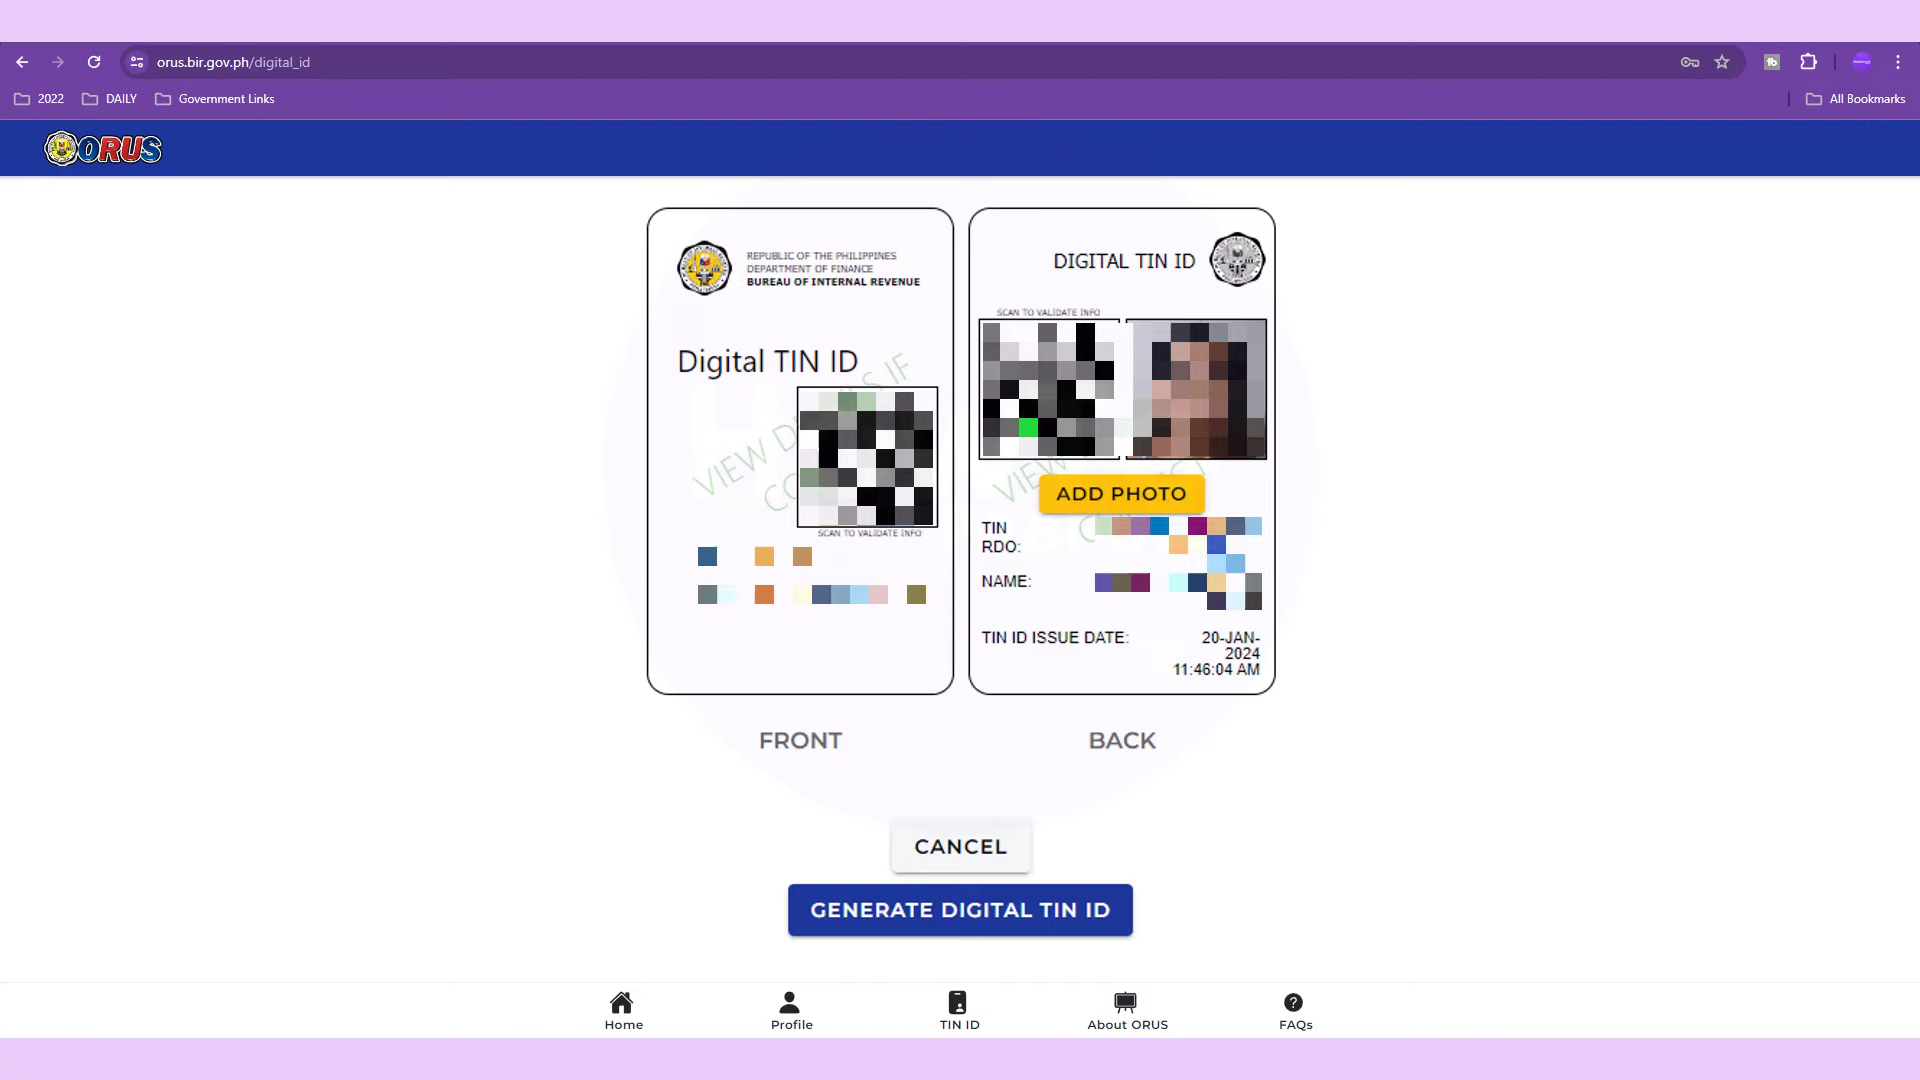 orus.bir.gov.ph/digital_id
2022
DAILY
Government Links
All Bookmarks
ORUS
REPUBLIC OF THE PHILIPPINES
DEPARTMENT OF FINANCE
BUREAU OF INTERNAL REVENUE
Digital TIN ID
SCAN TO VALIDATE INFO
DIGITAL TIN ID
SCAN TO VALIDATE INFO
ADD PHOTO
TIN
RDO:
NAME:
TIN ID ISSUE DATE:
20-JAN-
2024
11:46:04 AM
FRONT
BACK
CANCEL
GENERATE DIGITAL TIN ID
Home
Profile
TIN ID
About ORUS
FAQs